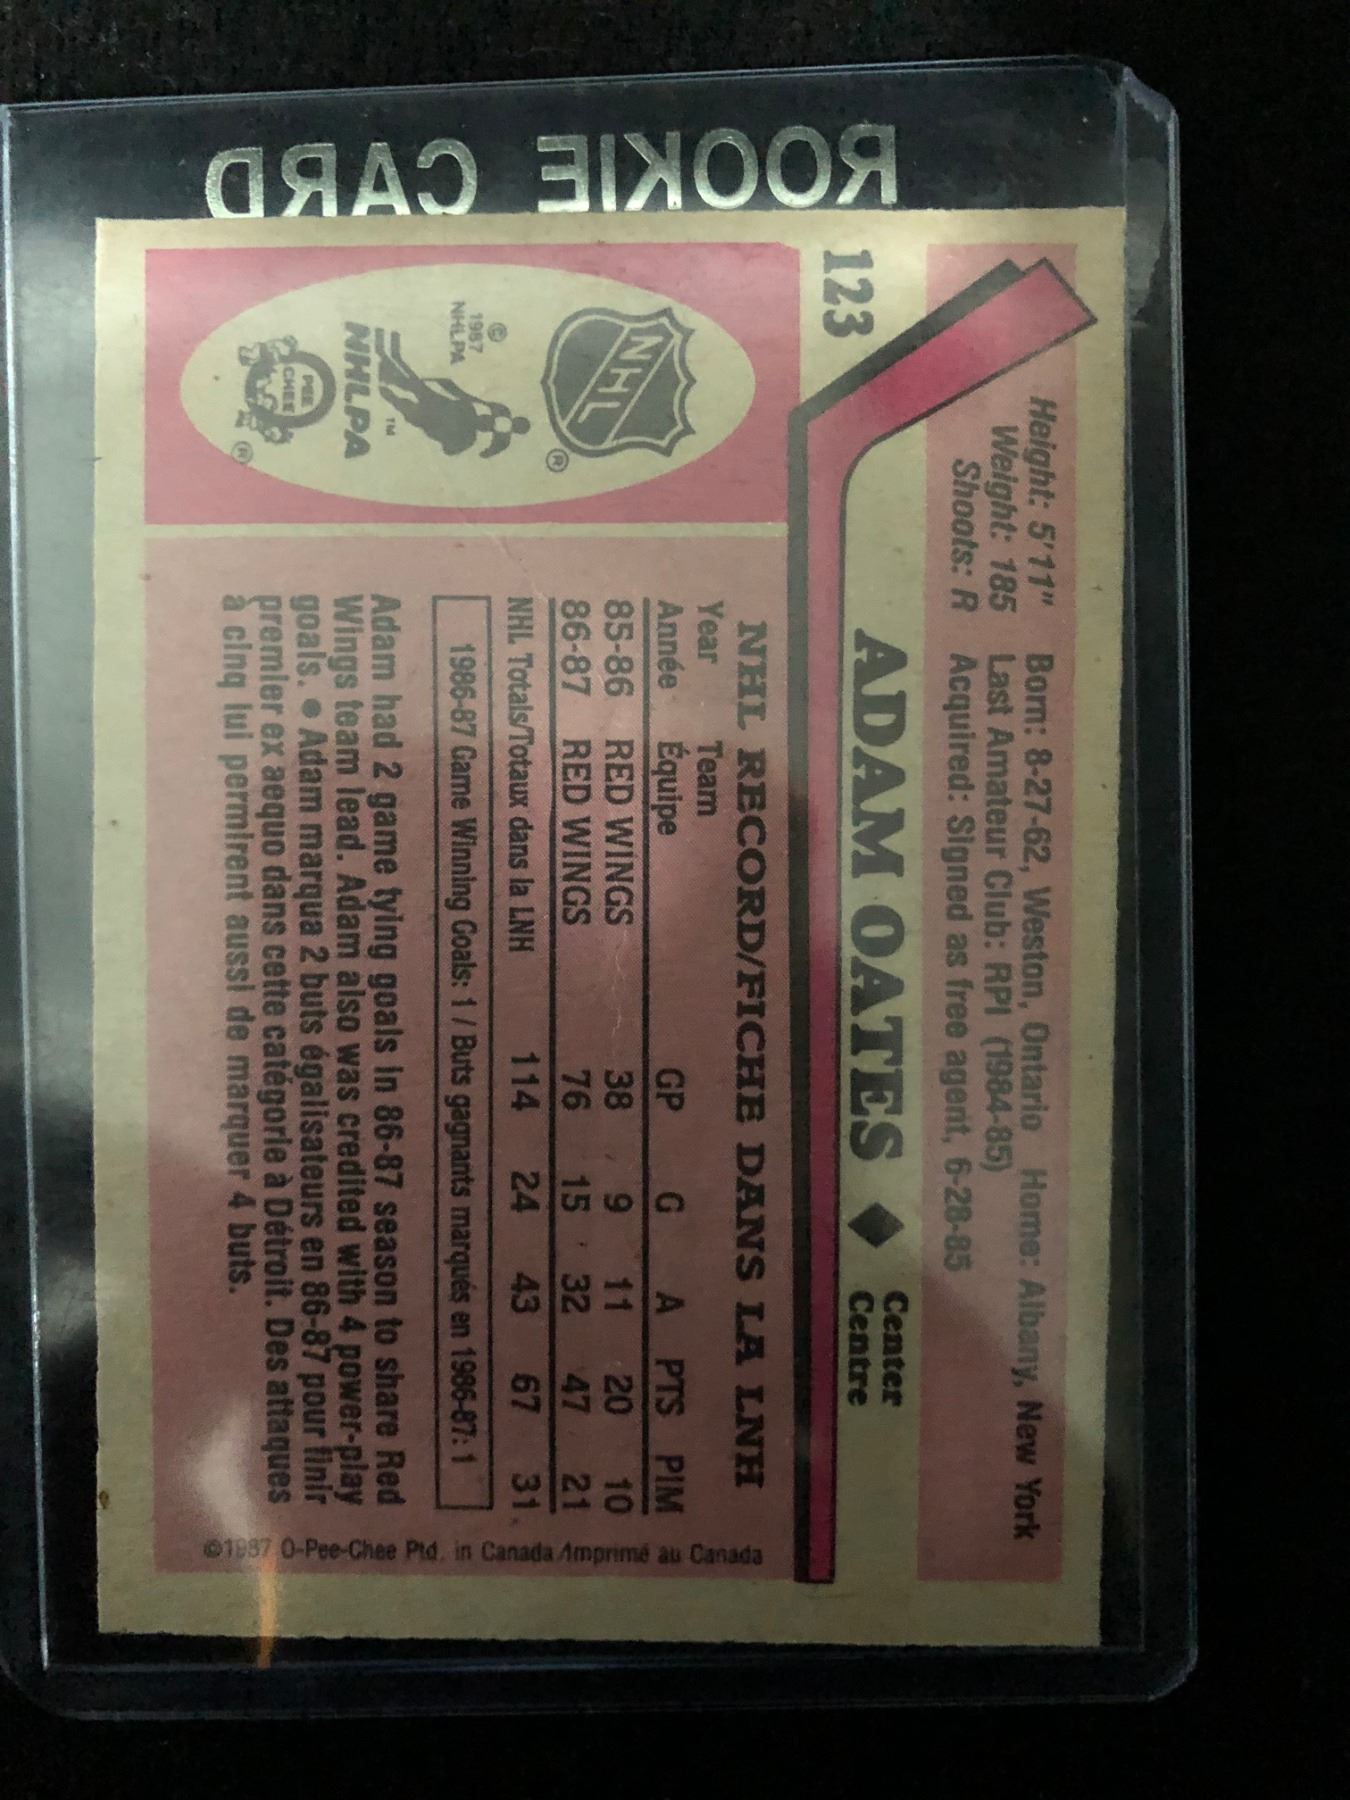 ROOKIE CARD
123
Height: 5'11" Born: 8-27-62, Weston, Ontario Home: Albany, New York
Weight: 185 Last Amateur Club: RPI (1984-85)
Shoots: R Acquired: Signed as free agent, 6-28-85
ADAM OATES ◆ Center
Centre
NHL
®
© 1987
NHLPA
TM
NHLPA
O PEE CHEE
®
NHL RECORD/FICHE DANS LA LNH
Year Team
Année Équipe GP G A PTS PIM
85-86 RED WINGS 38 9 11 20 10
86-87 RED WINGS 76 15 32 47 21
NHL Totals/Totaux dans la LNH 114 24 43 67 31
1986-87 Game Winning Goals: 1 / Buts gagnants marqués en 1986-87: 1
Adam had 2 game tying goals in 86-87 season to share Red
Wings team lead. Adam also was credited with 4 power-play
goals. ● Adam marqua 2 buts égalisateurs en 86-87 pour finir
premier ex aequo dans cette catégorie à Détroit. Des attaques
à cinq lui permirent aussi de marquer 4 buts.
©1987 O-Pee-Chee Ptd. in Canada/Imprimé au Canada